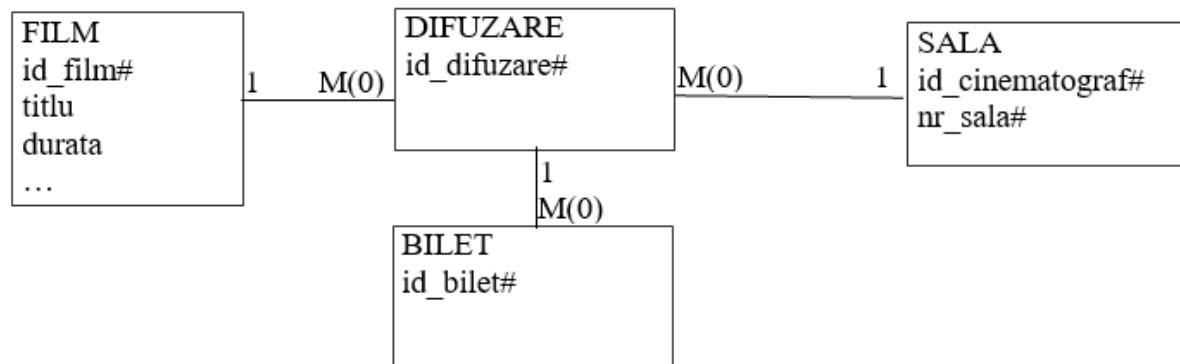 FILM
id_film#
titlu
durata
…
1
M(0)
DIFUZARE
id_difuzare#
M(0)
1
SALA
id_cinematograf#
nr_sala#
1
M(0)
BILET
id_bilet#